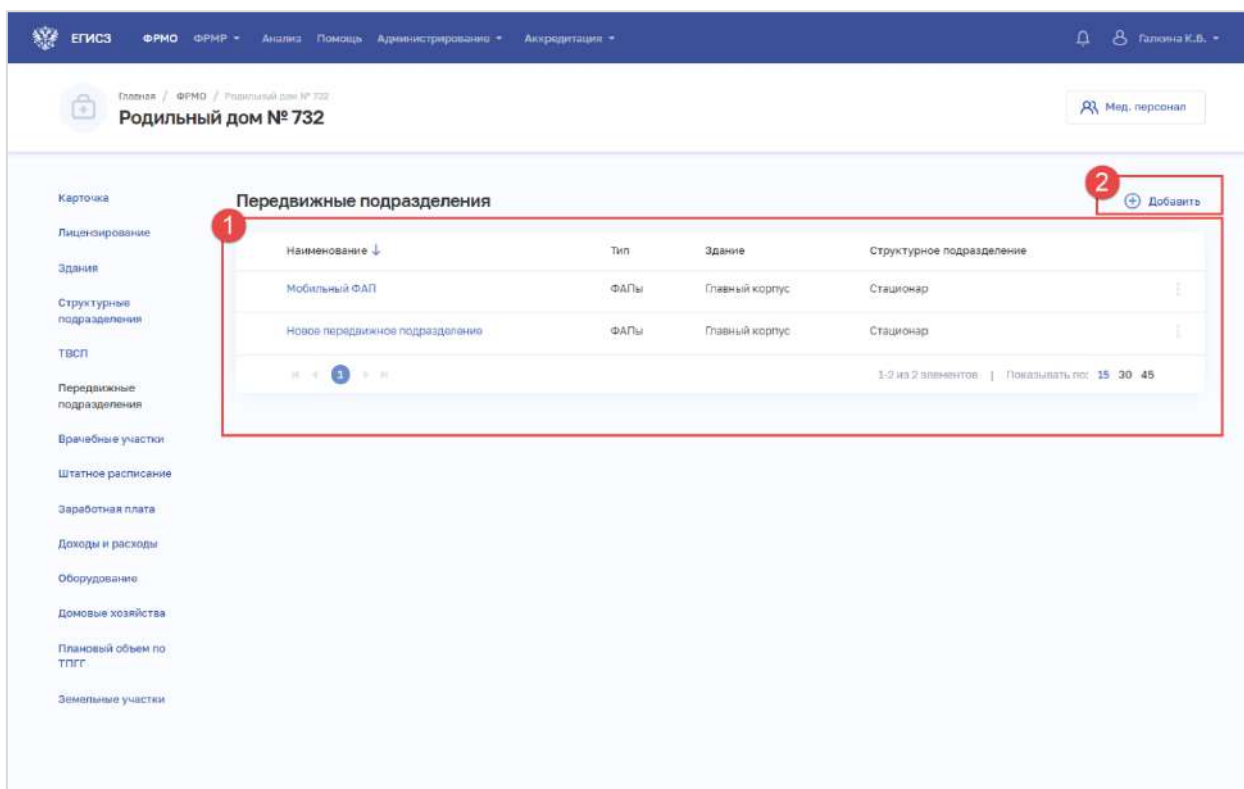 ЕГИСЗ ФРМО ФРМР Анализ Помощь Администрирование Аккредитация Галкина К.В.
Главная / ФРМО / Родильный дом № 732
Родильный дом № 732
Мед. персонал
Карточка
Лицензирование
Здания
Структурные
подразделения
ТВСП
Передвижные
подразделения
Врачебные участки
Штатное расписание
Заработная плата
Доходы и расходы
Оборудование
Домовые хозяйства
Плановый объем по
ТПГГ
Земельные участки
Передвижные подразделения
2
Добавить
1
Наименование ↓ Тип Здание Структурное подразделение
Мобильный ФАП ФАПы Главный корпус Стационар
Новое передвижное подразделение ФАПы Главный корпус Стационар
1 1-2 из 2 элементов | Показывать по: 15 30 45